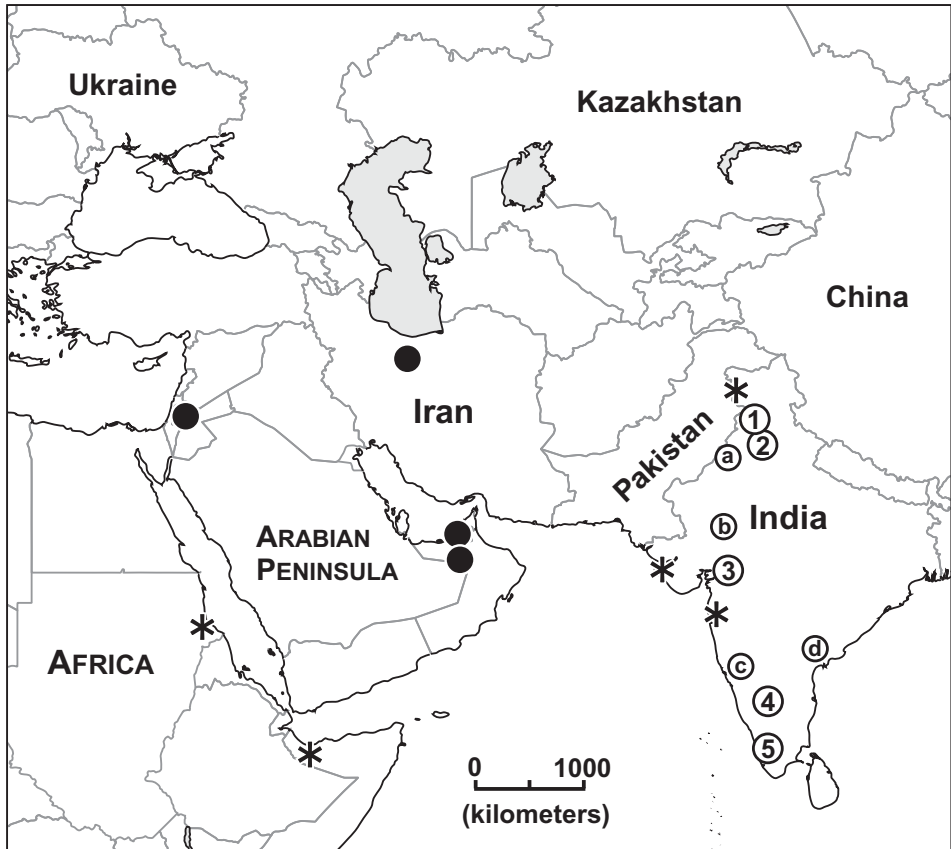 Ukraine
Kazakhstan
China
Iran
Pakistan
1
2
a
India
b
ARABIAN
PENINSULA
3
AFRICA
d
c
4
5
0 1000
(kilometers)